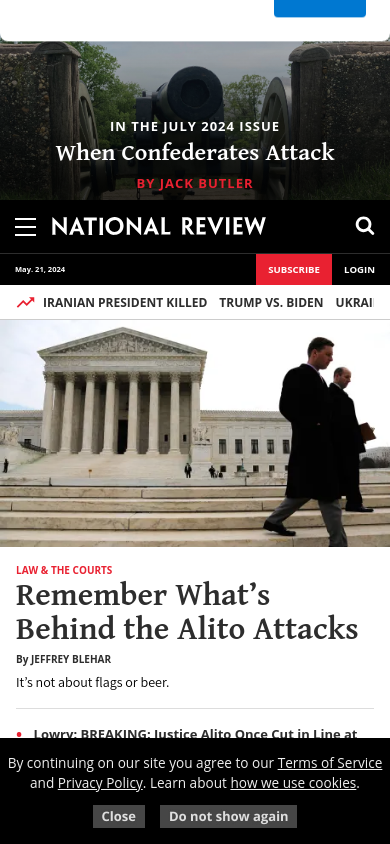 IN THE JULY 2024 ISSUE
When Confederates Attack
BY JACK BUTLER
NATIONAL REVIEW
May. 21, 2024
SUBSCRIBE
LOGIN
IRANIAN PRESIDENT KILLED TRUMP VS. BIDEN UKRAI
LAW & THE COURTS
Remember What’s
Behind the Alito Attacks
By JEFFREY BLEHAR
It’s not about flags or beer.
• Lowry: BREAKING: Justice Alito Once Cut in Line at
By continuing on our site you agree to our Terms of Service
and Privacy Policy. Learn about how we use cookies.
Close
Do not show again